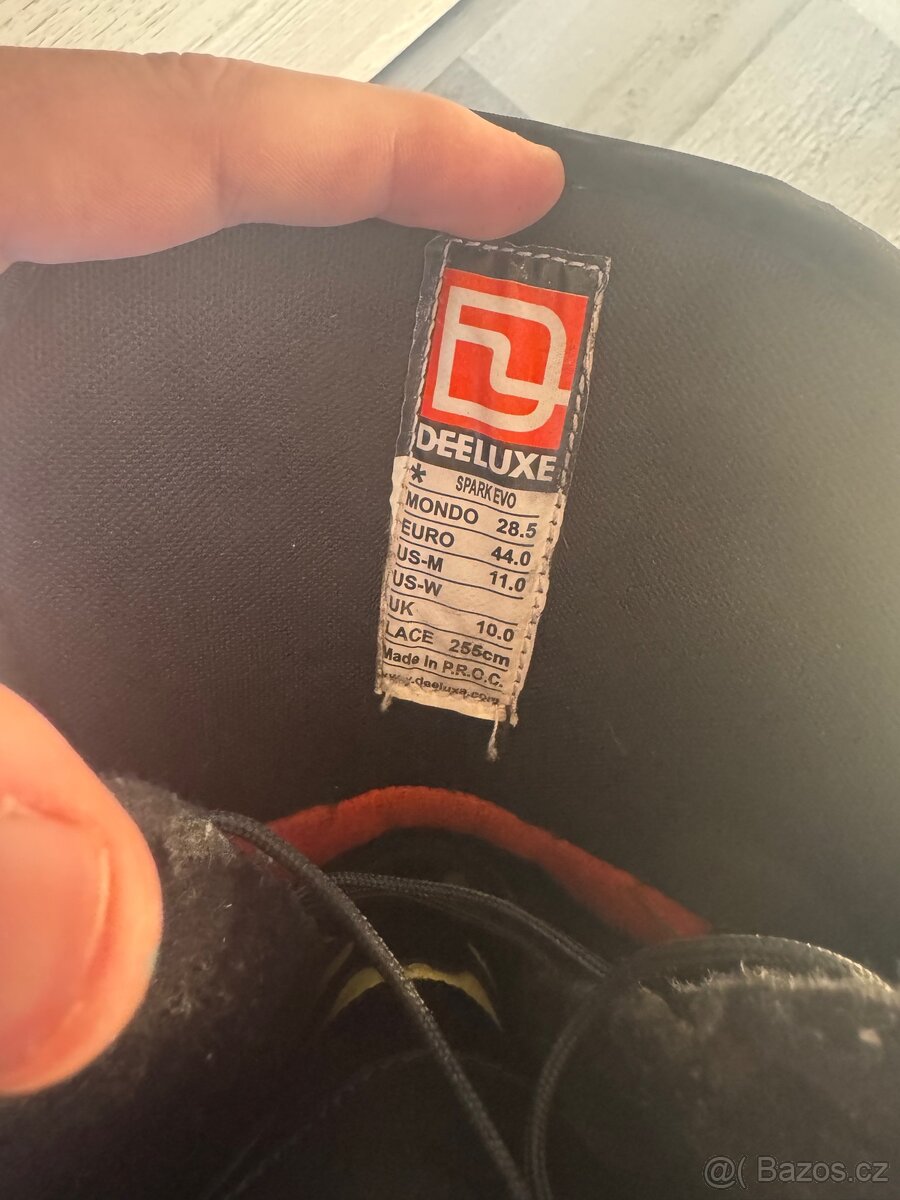 DEELUXE
* SPARK EVO
MONDO 28.5
EURO 44.0
US-M 11.0
US-W
UK 10.0
LACE 255cm
Made in P.R.O.C.
www.deeluxe.com
@( Bazos.cz